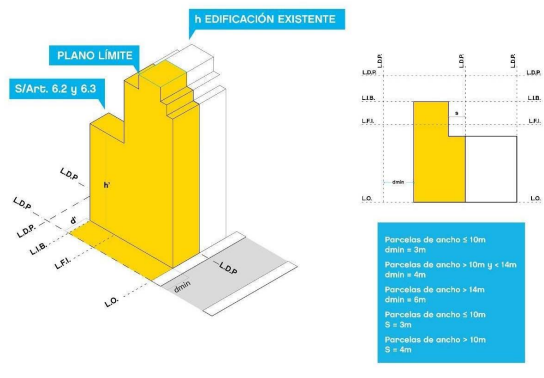 h EDIFICACIÓN EXISTENTE
PLANO LÍMITE
S/Art. 6.2 y 6.3
L.D.P.
L.D.P.
L.D.P.
L.D.P.
L.I.B.
L.I.B.
S
L.F.I.
L.F.I.
L.D.P
h'
L.D.P.
dmin
d'
L.D.P.
L.I.B.
L.O.
L.O.
L.F.I.
L.D.P
dmin
L.O.
Parcelas de ancho ≤ 10m
dmin = 3m
Parcelas de ancho > 10m y < 14m
dmin = 4m
Parcelas de ancho > 14m
dmin = 6m
Parcelas de ancho ≤ 10m
S = 3m
Parcelas de ancho > 10m
S = 4m